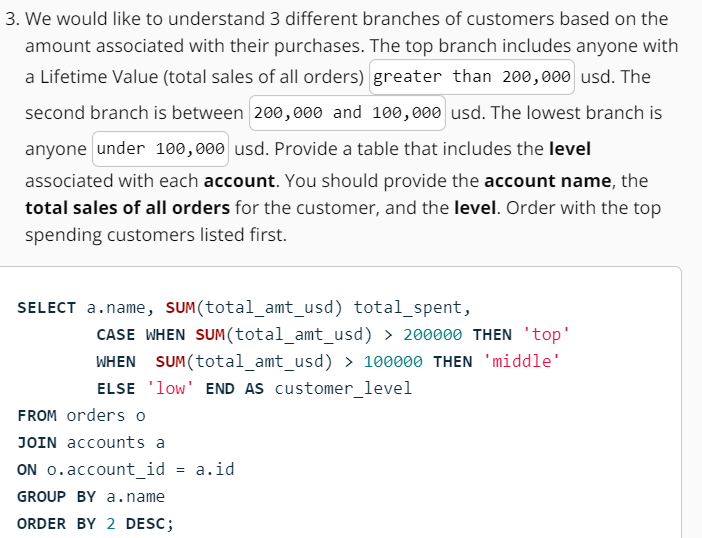 3. We would like to understand 3 different branches of customers based on the
amount associated with their purchases. The top branch includes anyone with
a Lifetime Value (total sales of all orders) greater than 200,000 usd. The
second branch is between 200,000 and 100,000 usd. The lowest branch is
anyone under 100,000 usd. Provide a table that includes the level
associated with each account. You should provide the account name, the
total sales of all orders for the customer, and the level. Order with the top
spending customers listed first.
SELECT a.name, SUM(total_amt_usd) total_spent,
CASE WHEN SUM(total_amt_usd) > 200000 THEN 'top'
WHEN SUM(total_amt_usd) > 100000 THEN 'middle'
ELSE 'low' END AS customer_level
FROM orders o
JOIN accounts a
ON o.account_id = a.id
GROUP BY a.name
ORDER BY 2 DESC;